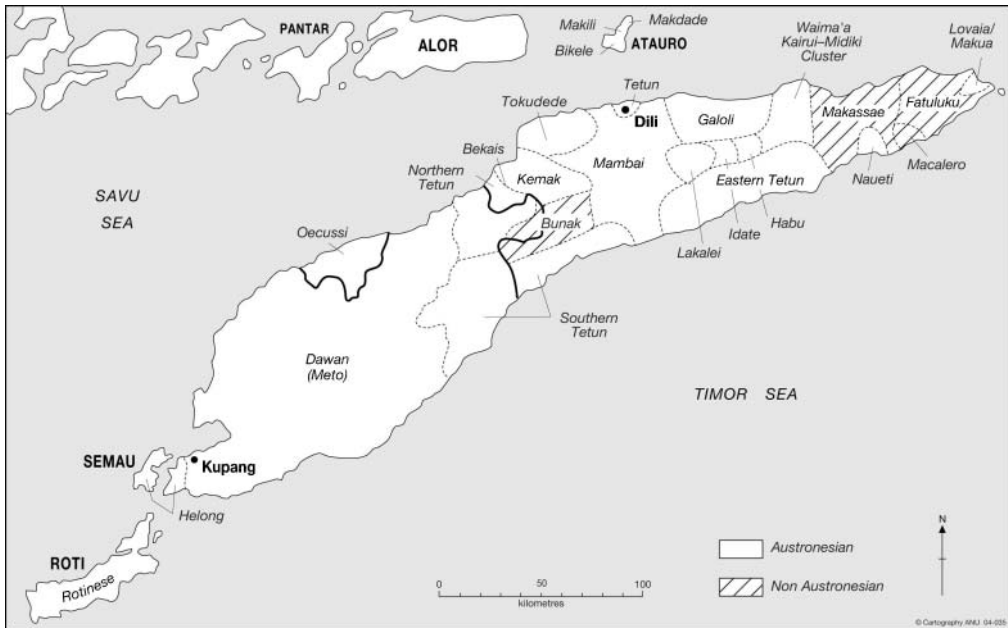 Makili
Makdade
PANTAR
ALOR
Bikele
ATAURO
Waima'a
Kairui–Midiki
Cluster
Lovaia/
Makua
Tetun
Tokudede
Dili
Galoli
Makassae
Fatuluku
Bekais
Mambai
Northern
Tetun
Kemak
Eastern Tetun
Naueti
Macalero
SAVU
SEA
Oecussi
Bunak
Habu
Idate
Lakalei
Southern
Tetun
Dawan
(Meto)
TIMOR SEA
SEMAU
Kupang
Helong
ROTI
Rotinese
N
Austronesian
Non Austronesian
0 50 100
kilometres
© Cartography ANU 04-035